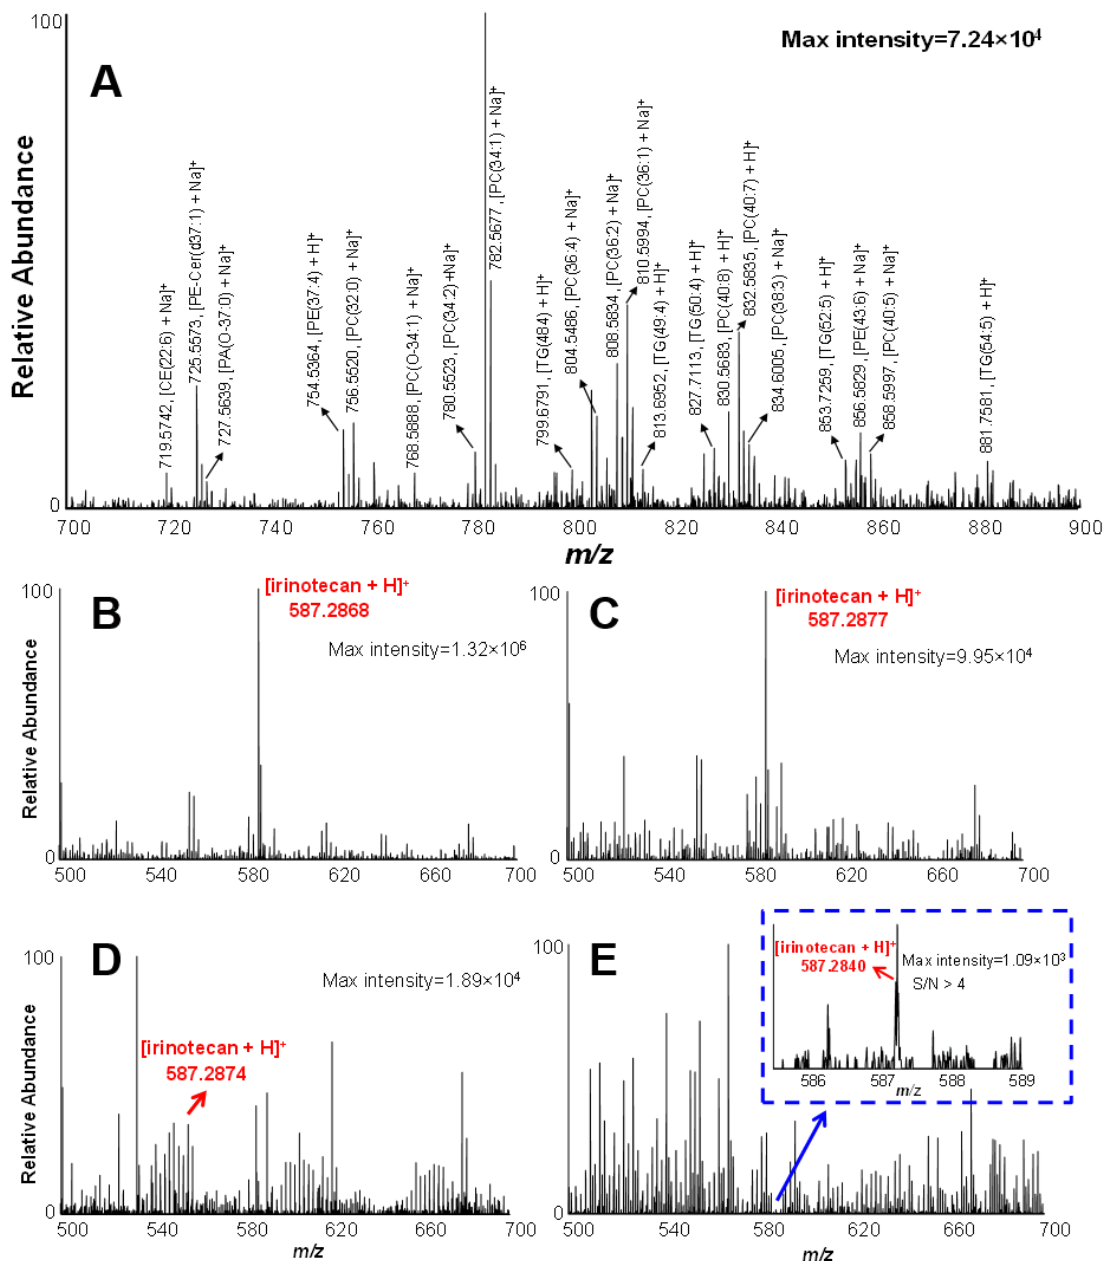 100
Max intensity=7.24×10⁴
A
Relative Abundance
719.5742, [CE(22:6) + Na]⁺
725.5573, [PE-Cer(d37:1) + Na]⁺
727.5639, [PA(O-37:0) + Na]⁺
754.5364, [PE(37:4) + H]⁺
756.5520, [PC(32:0) + Na]⁺
768.5888, [PC(O-34:1) + Na]⁺
780.5523, [PC(34:2) +Na]⁺
782.5677, [PC(34:1) + Na]⁺
799.6791, [TG(484) + H]⁺
804.5486, [PC(36:4) + Na]⁺
808.5834, [PC(36:2) + Na]⁺
810.5994, [PC(36:1) + Na]⁺
813.6952, [TG(49:4) + H]⁺
827.7113, [TG(50:4) + H]⁺
830.5683, [PC(40:8) + H]⁺
832.5835, [PC(40:7) + H]⁺
834.6005, [PC(38:3) + Na]⁺
853.7259, [TG(52:5) + H]⁺
856.5829, [PE(43:6) + Na]⁺
858.5997, [PC(40:5) + Na]⁺
881.7581, [TG(54:5) + H]⁺
0
700 720 740 760 780 800 820 840 860 880 900
m/z
100
B
[irinotecan + H]⁺
587.2868
Max intensity=1.32×10⁶
Relative Abundance
0
500 540 580 620 660 700
100
C
[irinotecan + H]⁺
587.2877
Max intensity=9.95×10⁴
0
500 540 580 620 660 700
100
D
Max intensity=1.89×10⁴
[irinotecan + H]⁺
587.2874
Relative Abundance
0
500 540 580 620 660 700
m/z
100
E
[irinotecan + H]⁺
587.2840
Max intensity=1.09×10³
S/N > 4
586 587 588 589
m/z
0
500 540 580 620 660 700
m/z